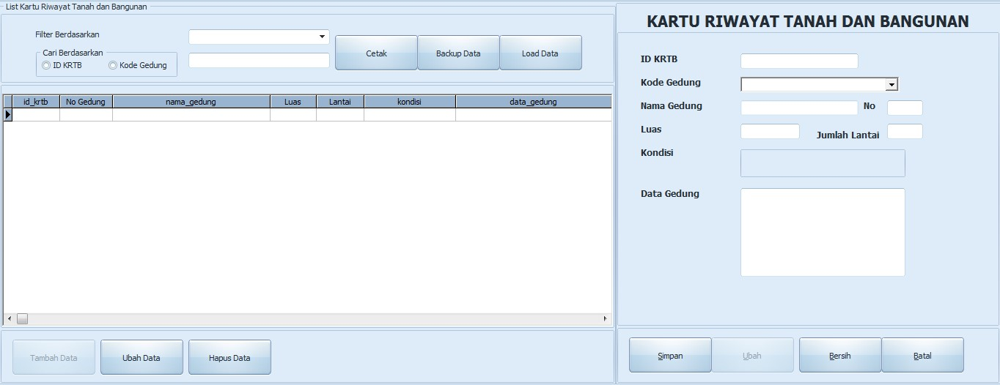 List Kartu Riwayat Tanah dan Bangunan
Filter Berdasarkan
Cari Berdasarkan
ID KRTB Kode Gedung
Cetak Backup Data Load Data
id_krtb No Gedung nama_gedung Luas Lantai kondisi data_gedung
Tambah Data Ubah Data Hapus Data
KARTU RIWAYAT TANAH DAN BANGUNAN
ID KRTB
Kode Gedung
Nama Gedung No
Luas Jumlah Lantai
Kondisi
Data Gedung
Simpan Ubah Bersih Batal